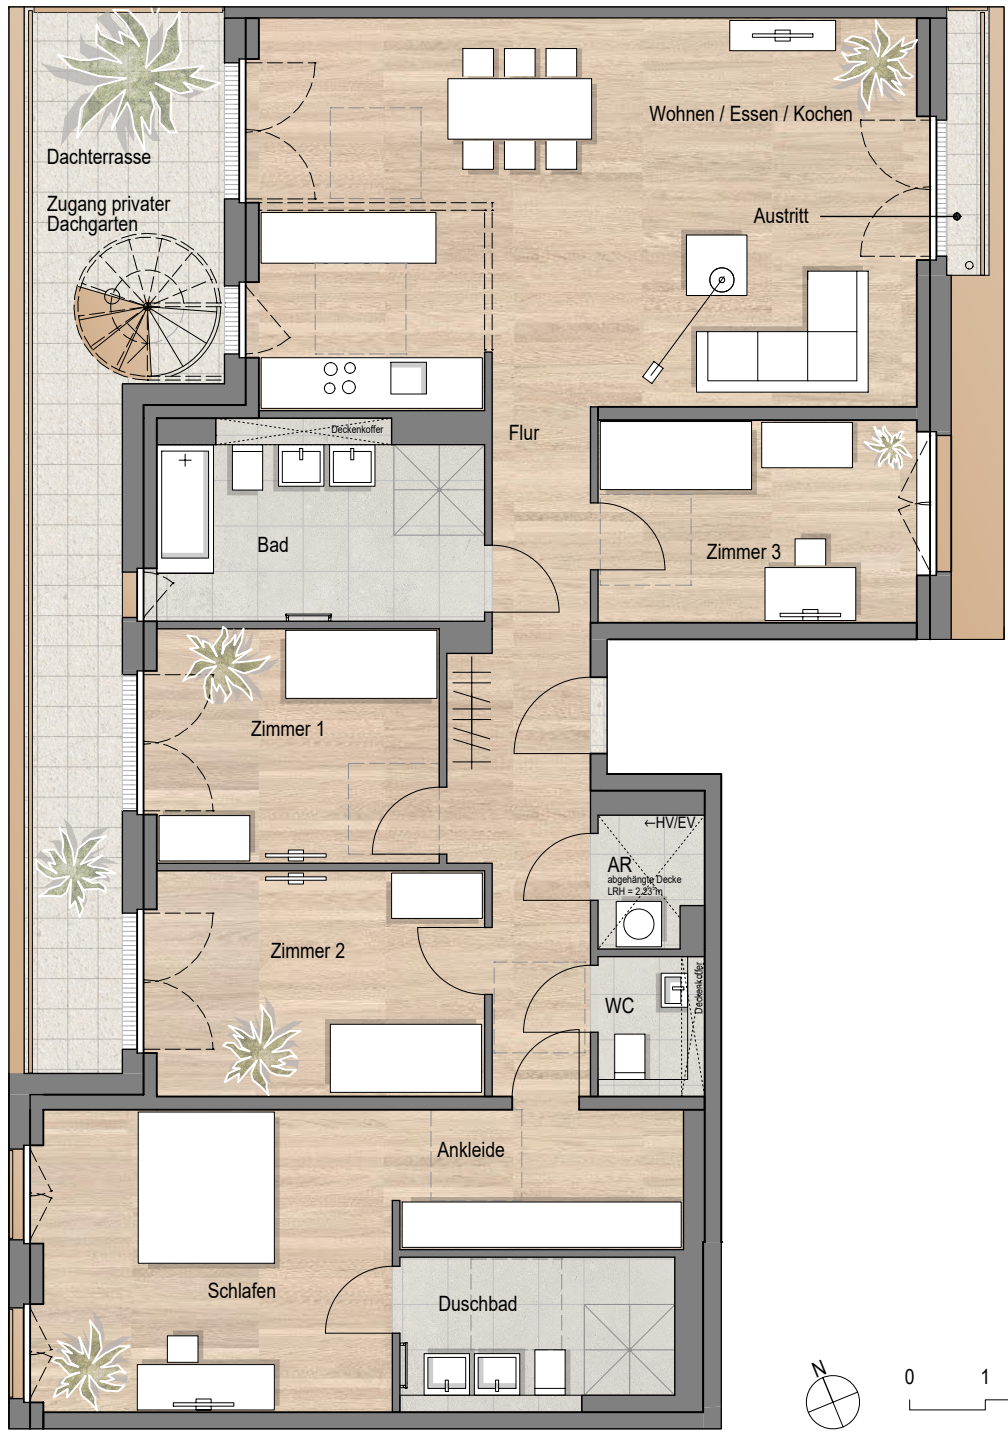 Wohnen / Essen / Kochen
Dachterrasse
Zugang privater
Dachgarten
Austritt
Deckenkoffer
Flur
Bad
Zimmer 3
Zimmer 1
←HV/EV
AR
abgehängte Decke
LRH = 2.23 m
Zimmer 2
Deckenkoffer
WC
Ankleide
Schlafen
Duschbad
N
0 1